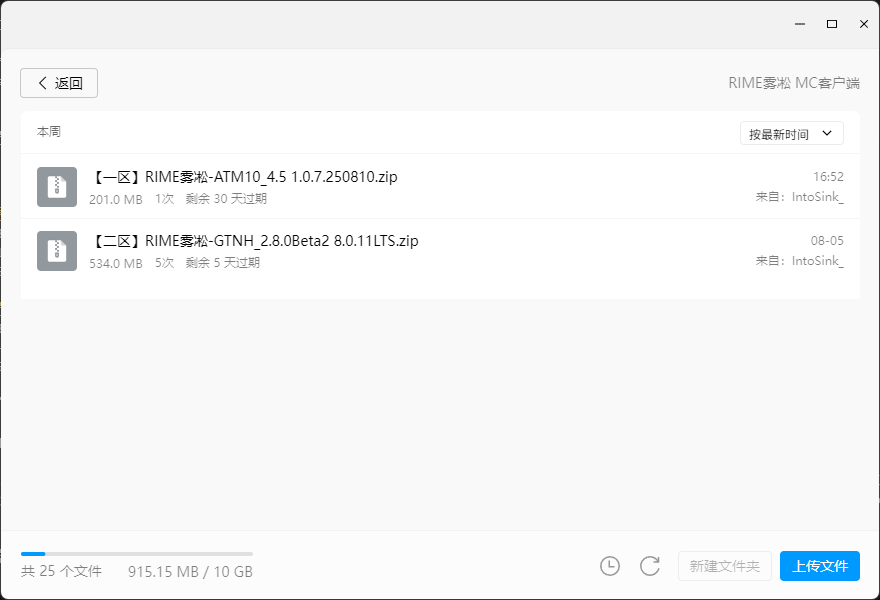 返回
RIME雾凇 MC客户端
本周
按最新时间
【一区】RIME雾凇-ATM10_4.5 1.0.7.250810.zip
16:52
201.0 MB 1次 剩余 30 天过期
来自：IntoSink_
【二区】RIME雾凇-GTNH_2.8.0Beta2 8.0.11LTS.zip
08-05
534.0 MB 5次 剩余 5 天过期
来自：IntoSink_
共 25 个文件 915.15 MB / 10 GB
新建文件夹
上传文件